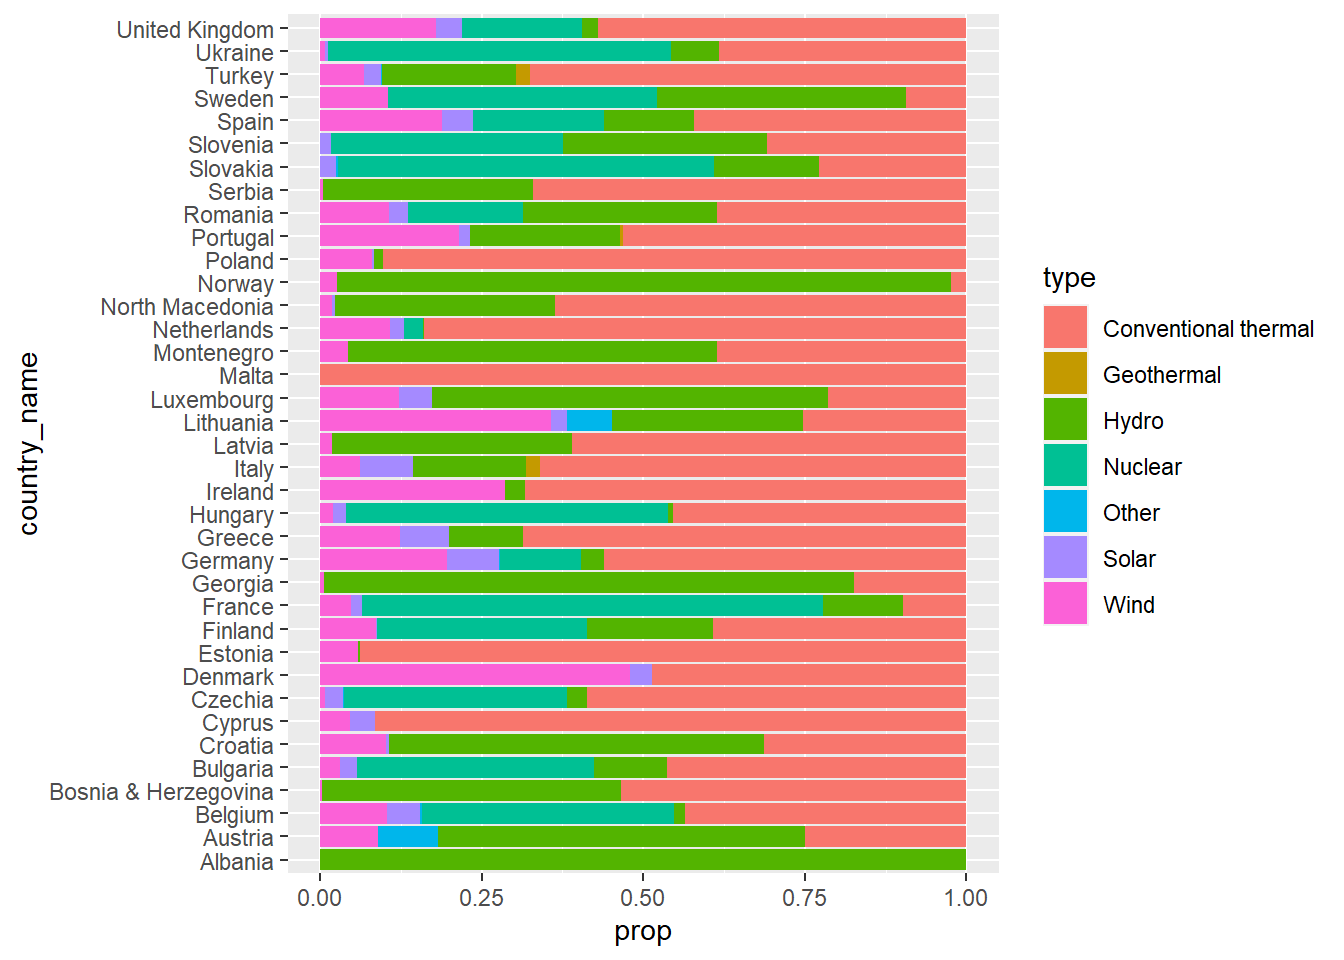 United Kingdom
Ukraine
Turkey
Sweden
Spain
Slovenia
Slovakia
Serbia
Romania
Portugal
Poland
Norway
North Macedonia
Netherlands
Montenegro
Malta
Luxembourg
Lithuania
Latvia
Italy
Ireland
Hungary
Greece
Germany
Georgia
France
Finland
Estonia
Denmark
Czechia
Cyprus
Croatia
Bulgaria
Bosnia & Herzegovina
Belgium
Austria
Albania
country_name
0.00 0.25 0.50 0.75 1.00
prop
type
Conventional thermal
Geothermal
Hydro
Nuclear
Other
Solar
Wind